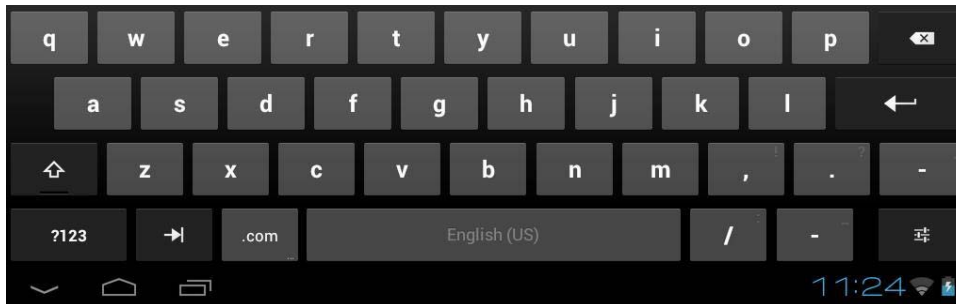 q w e r t y u i o p
a s d f g h j k l
! ?
z x c v b n m , . -
: _
?123 .com / -
English (US)
11:24